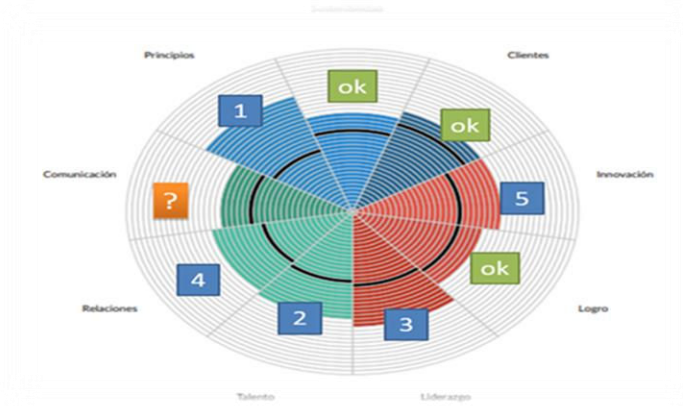 Principios
Clientes
ok
1
ok
Comunicación
Innovación
?
5
ok
4
Relaciones
2
3
Logro
Talento
Liderazgo